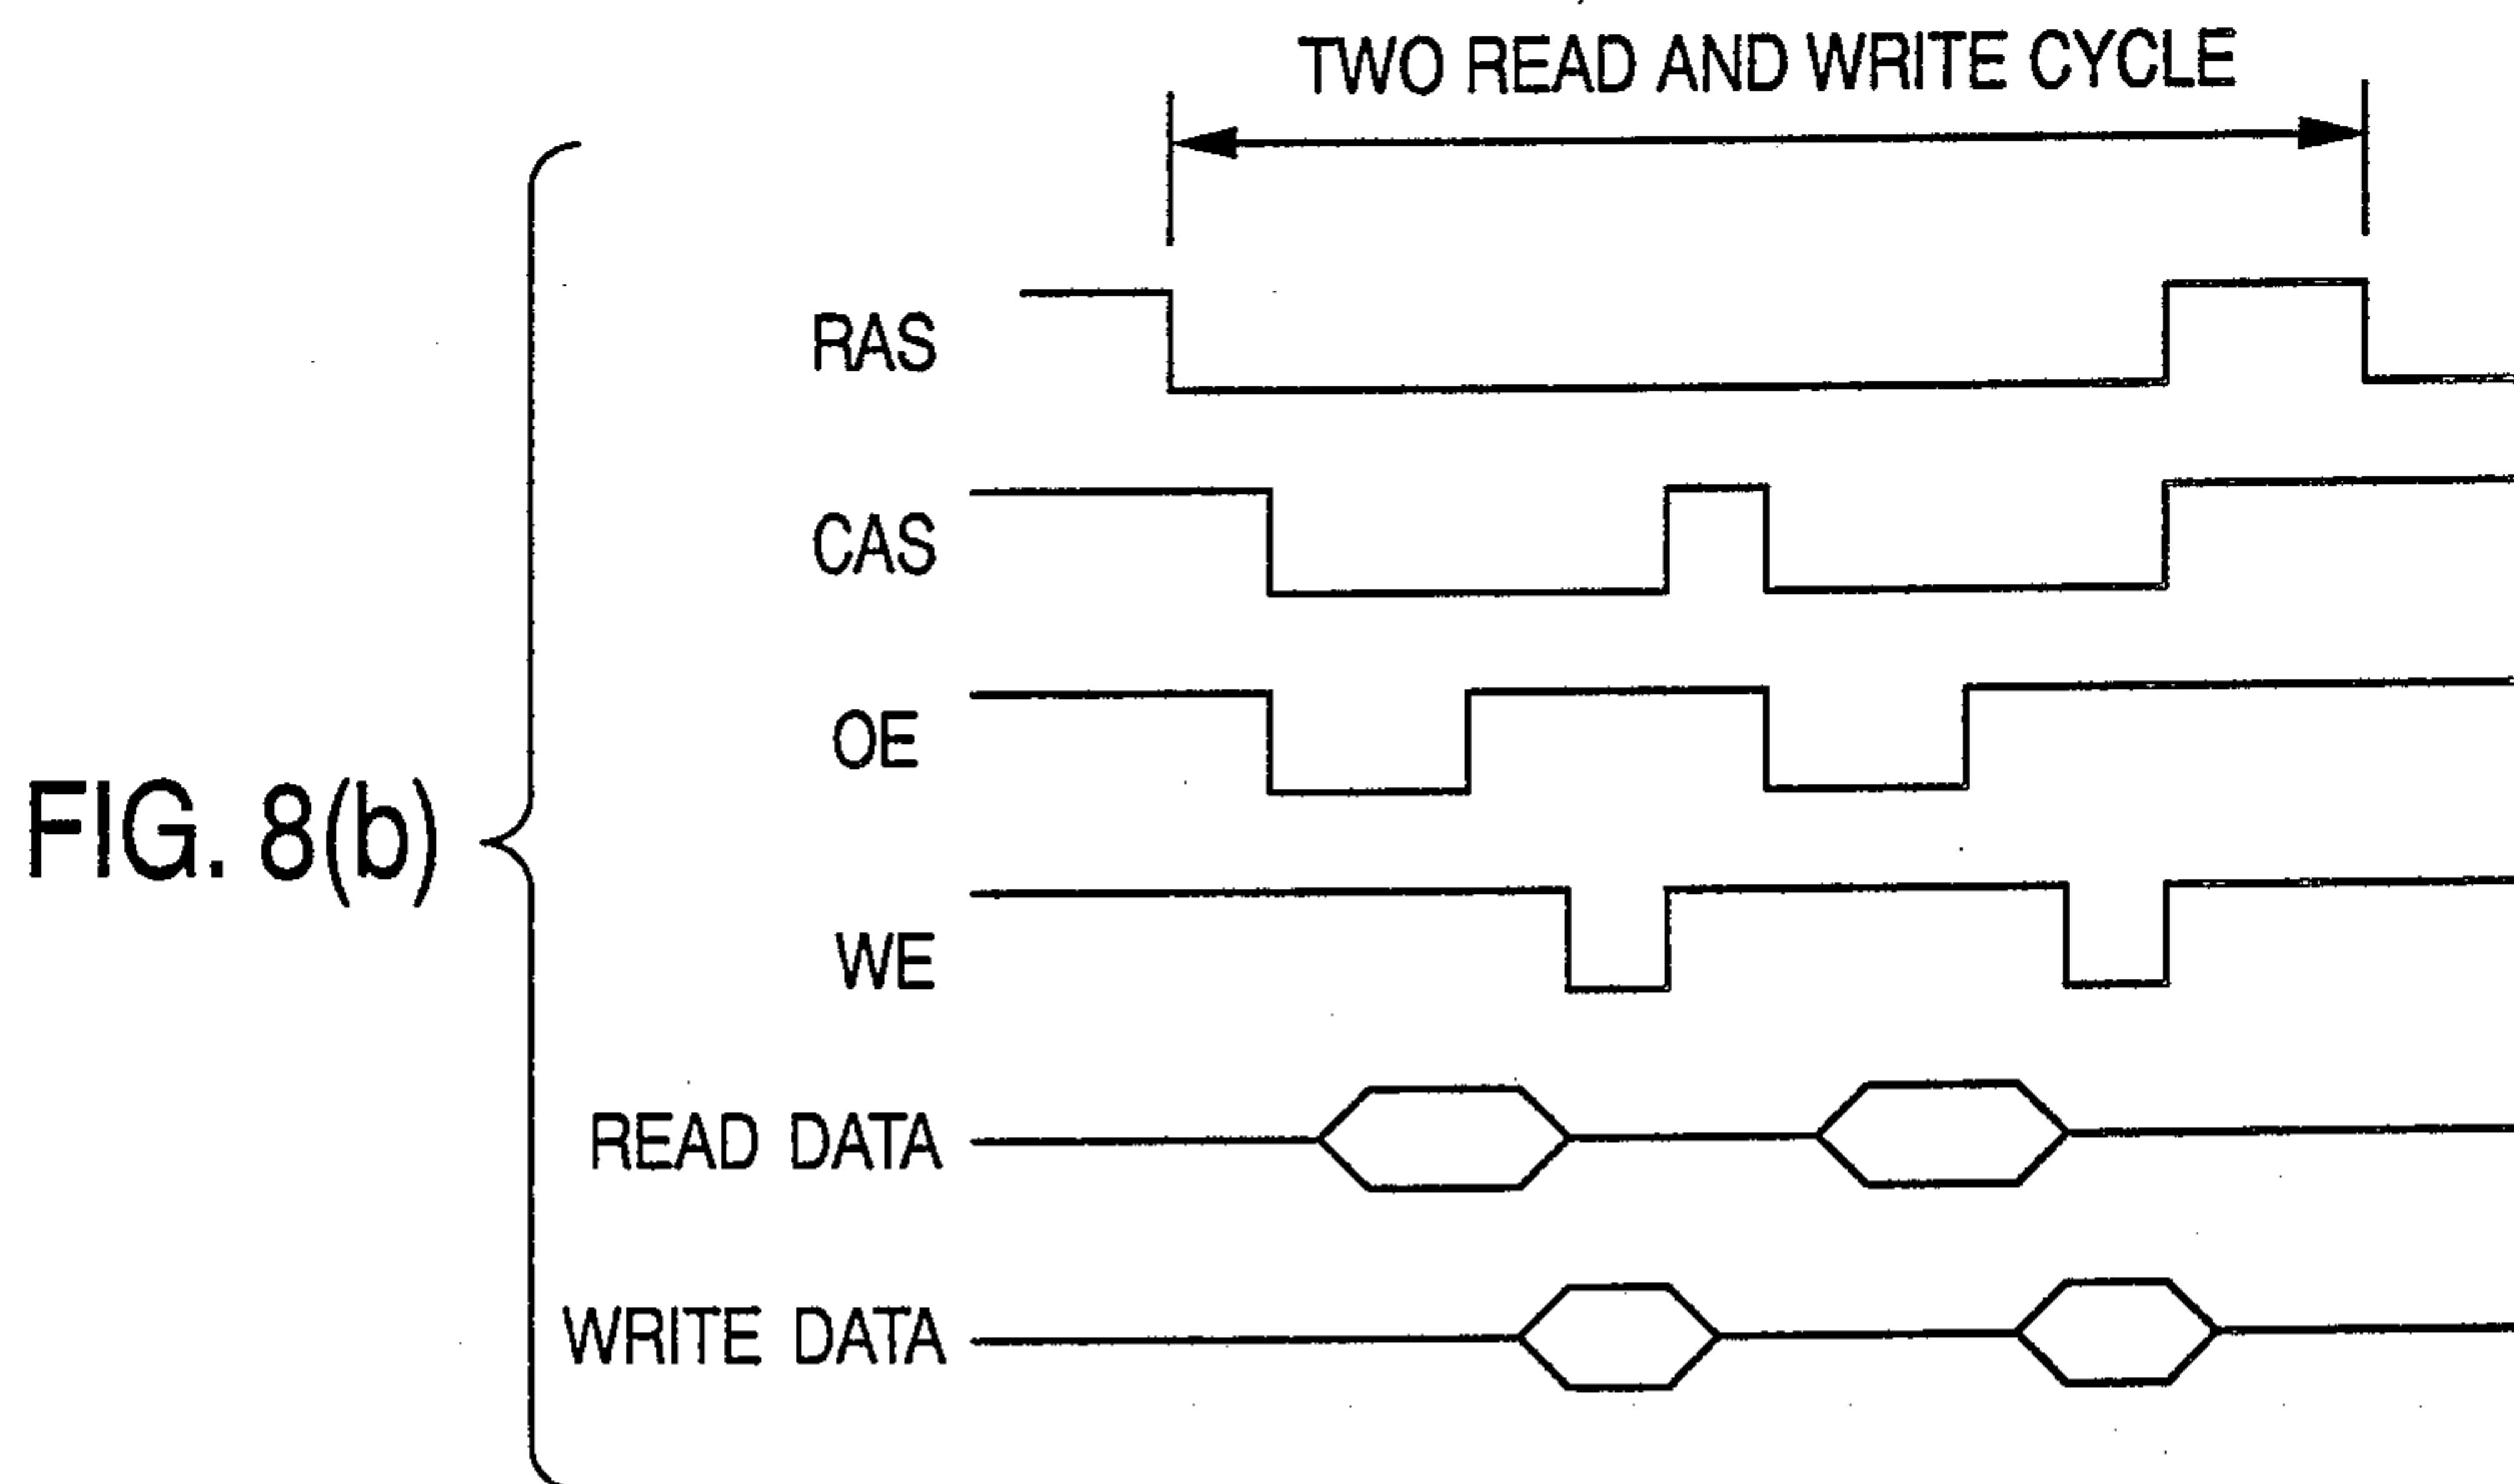 TWO READ AND WRITE CYCLE
RAS
CAS
OE
FIG. 8(b)
WE
READ DATA
WRITE DATA